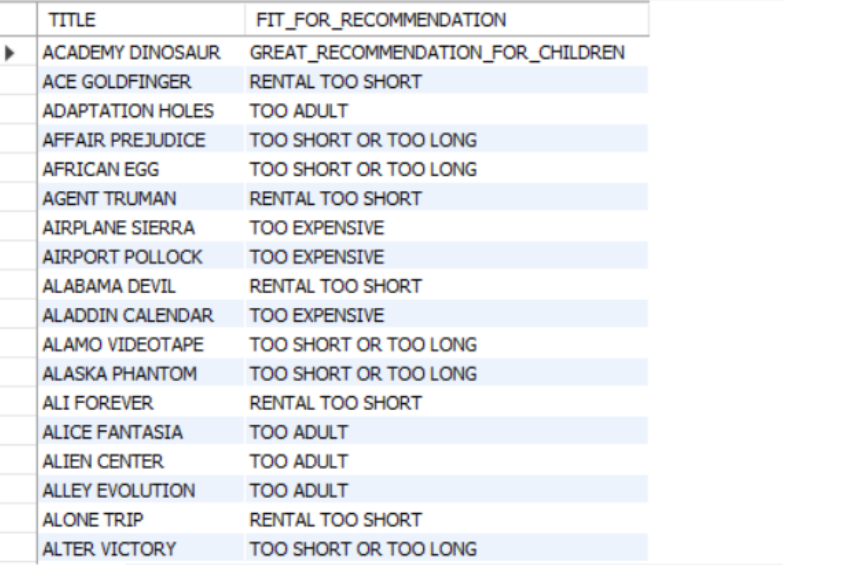 TITLE FIT_FOR_RECOMMENDATION
ACADEMY DINOSAUR GREAT_RECOMMENDATION_FOR_CHILDREN
ACE GOLDFINGER RENTAL TOO SHORT
ADAPTATION HOLES TOO ADULT
AFFAIR PREJUDICE TOO SHORT OR TOO LONG
AFRICAN EGG TOO SHORT OR TOO LONG
AGENT TRUMAN RENTAL TOO SHORT
AIRPLANE SIERRA TOO EXPENSIVE
AIRPORT POLLOCK TOO EXPENSIVE
ALABAMA DEVIL RENTAL TOO SHORT
ALADDIN CALENDAR TOO EXPENSIVE
ALAMO VIDEOTAPE TOO SHORT OR TOO LONG
ALASKA PHANTOM TOO SHORT OR TOO LONG
ALI FOREVER RENTAL TOO SHORT
ALICE FANTASIA TOO ADULT
ALIEN CENTER TOO ADULT
ALLEY EVOLUTION TOO ADULT
ALONE TRIP RENTAL TOO SHORT
ALTER VICTORY TOO SHORT OR TOO LONG